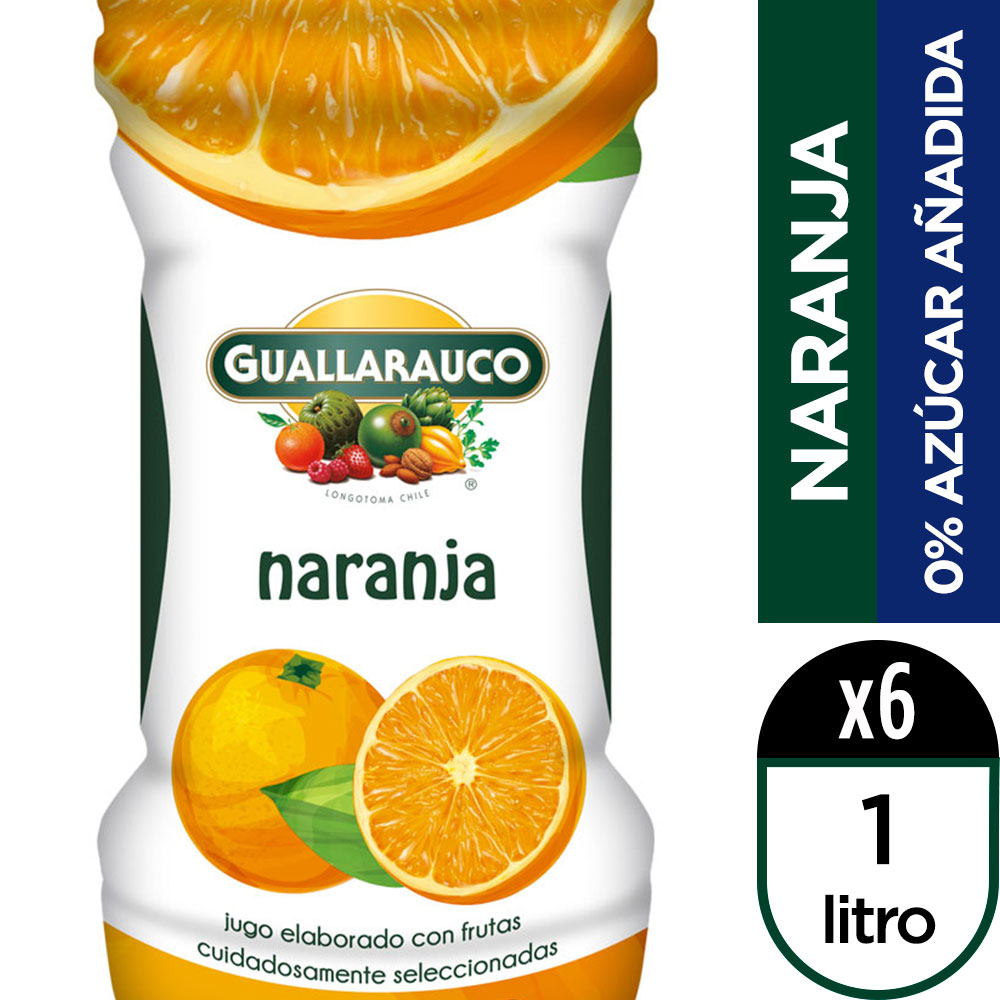 GUALLARAUCO
LONGOTOMA CHILE ®
naranja
jugo elaborado con frutas
cuidadosamente seleccionadas
NARANJA
0% AZÚCAR AÑADIDA
x6
1
litro